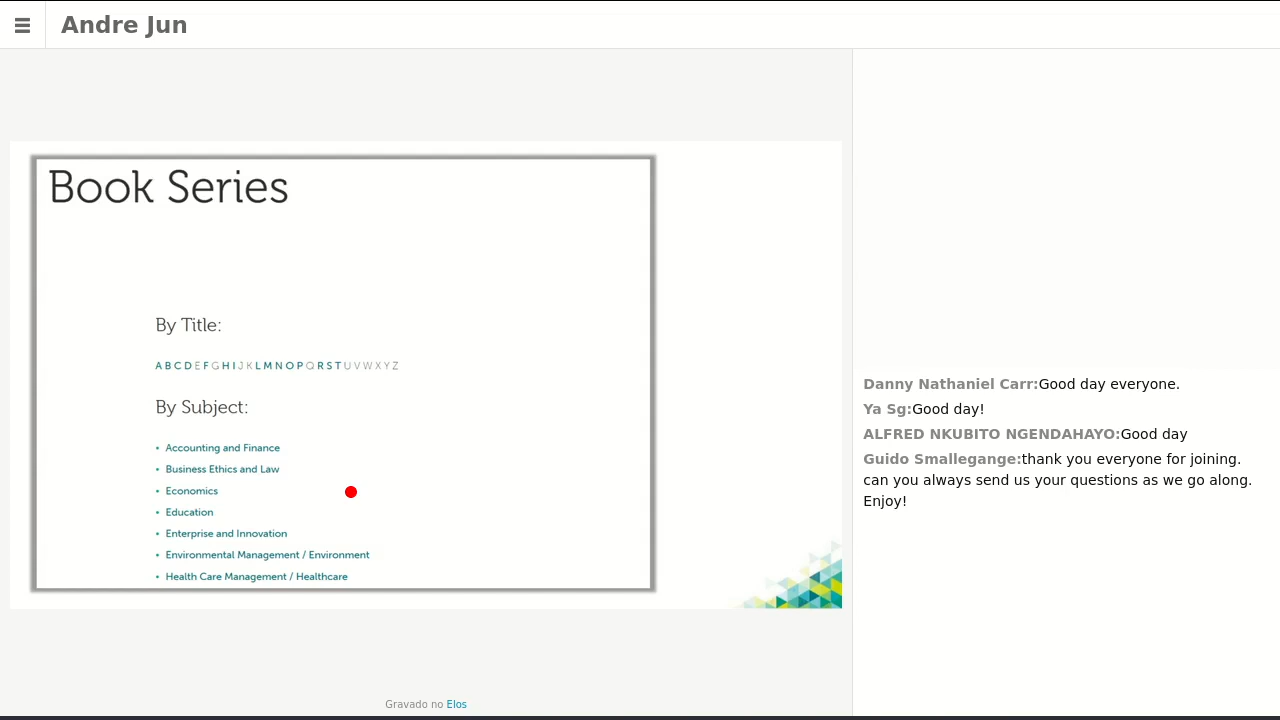 Andre Jun
Book Series
By Title:
ABCDEFGHIJKLMNOPQRSTUVWXYZ
By Subject:
• Accounting and Finance
• Business Ethics and Law
• Economics
• Education
• Enterprise and Innovation
• Environmental Management / Environment
• Health Care Management / Healthcare
Danny Nathaniel Carr:Good day everyone.
Ya Sg:Good day!
ALFRED NKUBITO NGENDAHAYO:Good day
Guido Smallegange:thank you everyone for joining.
can you always send us your questions as we go along.
Enjoy!
Gravado no Elos